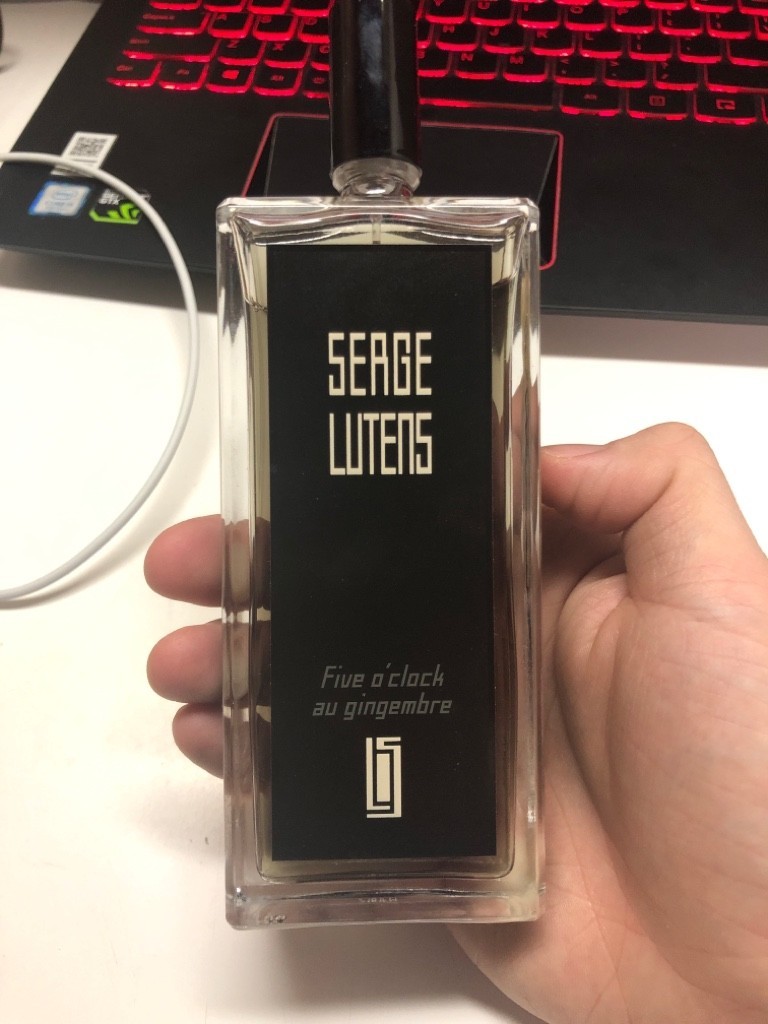 SERGE
LUTENS
Five o'clock
au gingembre